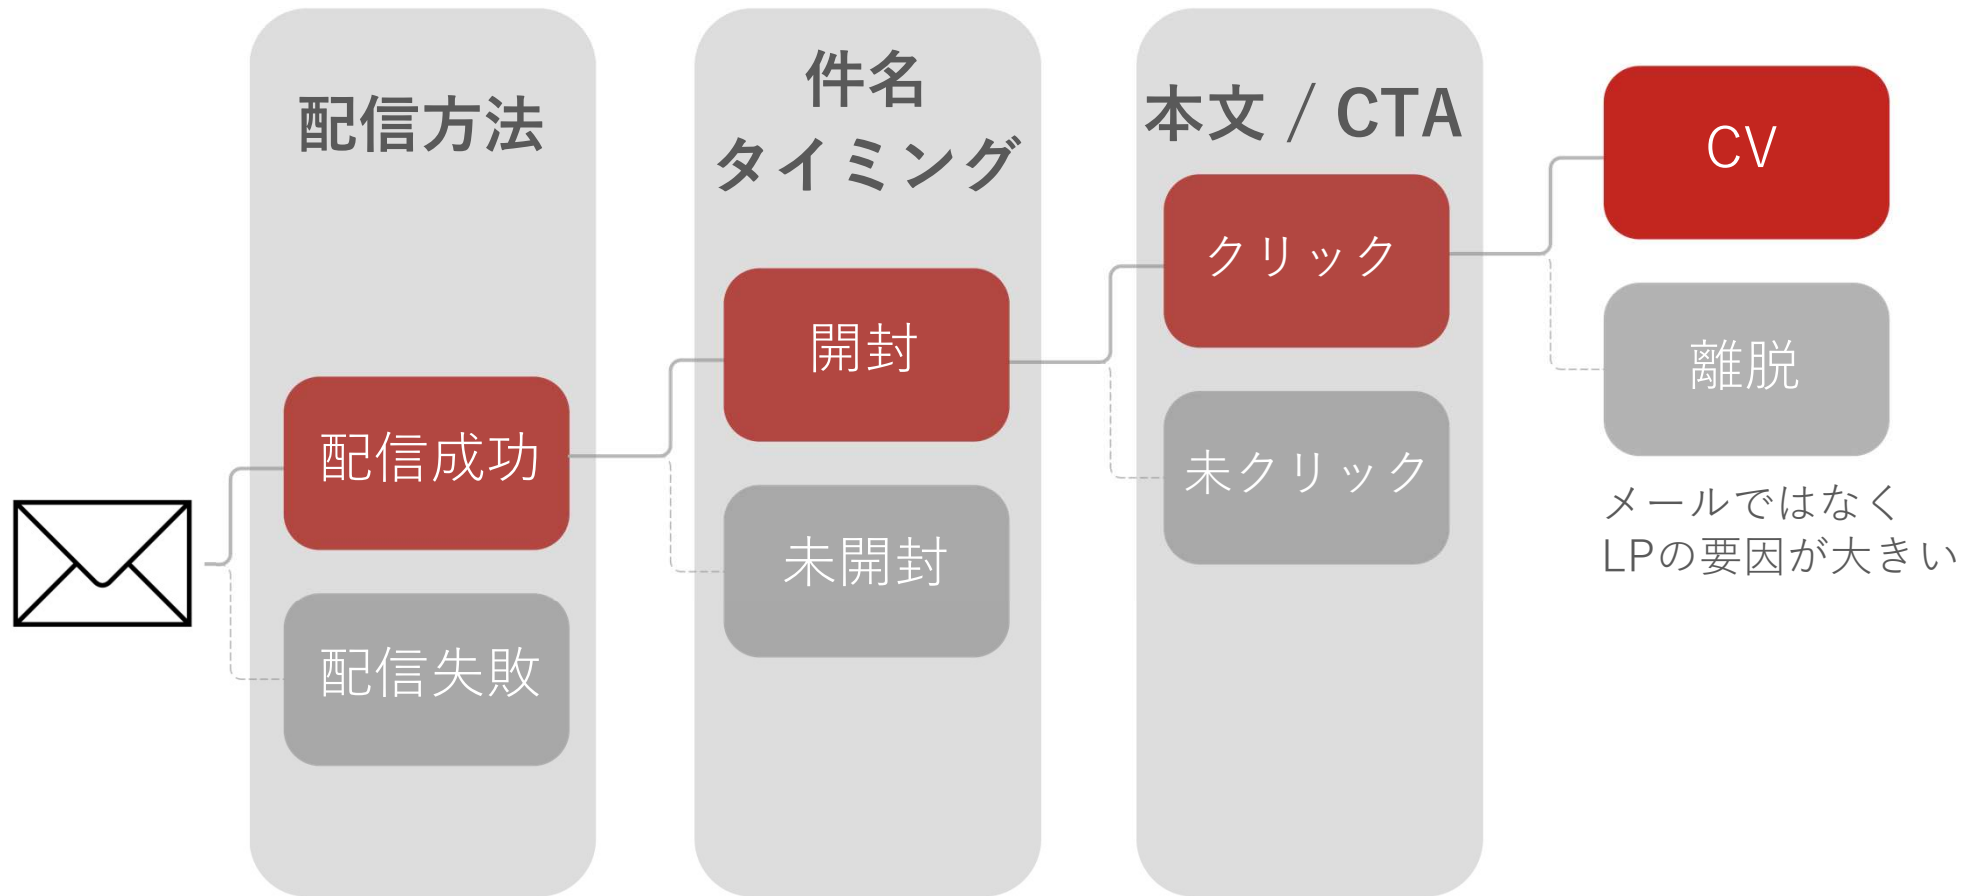 配信方法
配信成功
配信失敗
件名
タイミング
開封
未開封
本文 / CTA
クリック
未クリック
CV
離脱
メールではなく
LPの要因が大きい